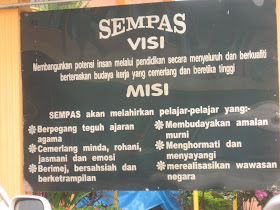 SEMPAS
VISI
Membangunkan potensi insan melalui pendidikan secara menyeluruh dan berkualiti
berteraskan budaya kerja yang cemerlang dan beretika tinggi
MISI
SEMPAS akan melahirkan pelajar-pelajar yang:-
Berpegang teguh ajaran
agama
Cemerlang minda, rohani,
jasmani dan emosi
Berimej, bersahsiah dan
berketrampilan
Membudayakan amalan
murni
Menghormati dan
menyayangi
merealisasikan wawasan
negara